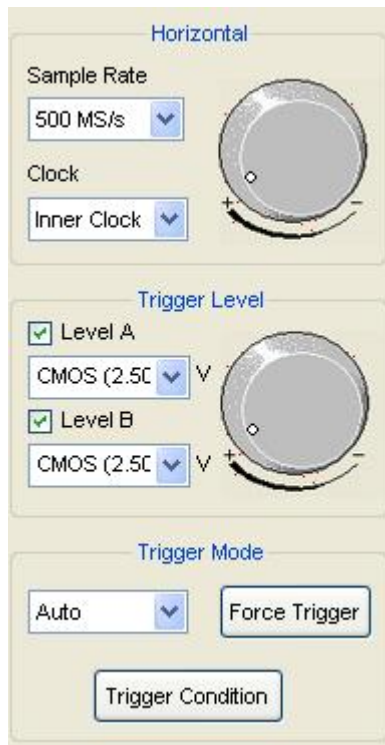 Horizontal
Sample Rate
500 MS/s
Clock
Inner Clock
+ -
Trigger Level
Level A
CMOS (2.50 V
Level B
CMOS (2.50 V
+ -
Trigger Mode
Auto
Force Trigger
Trigger Condition